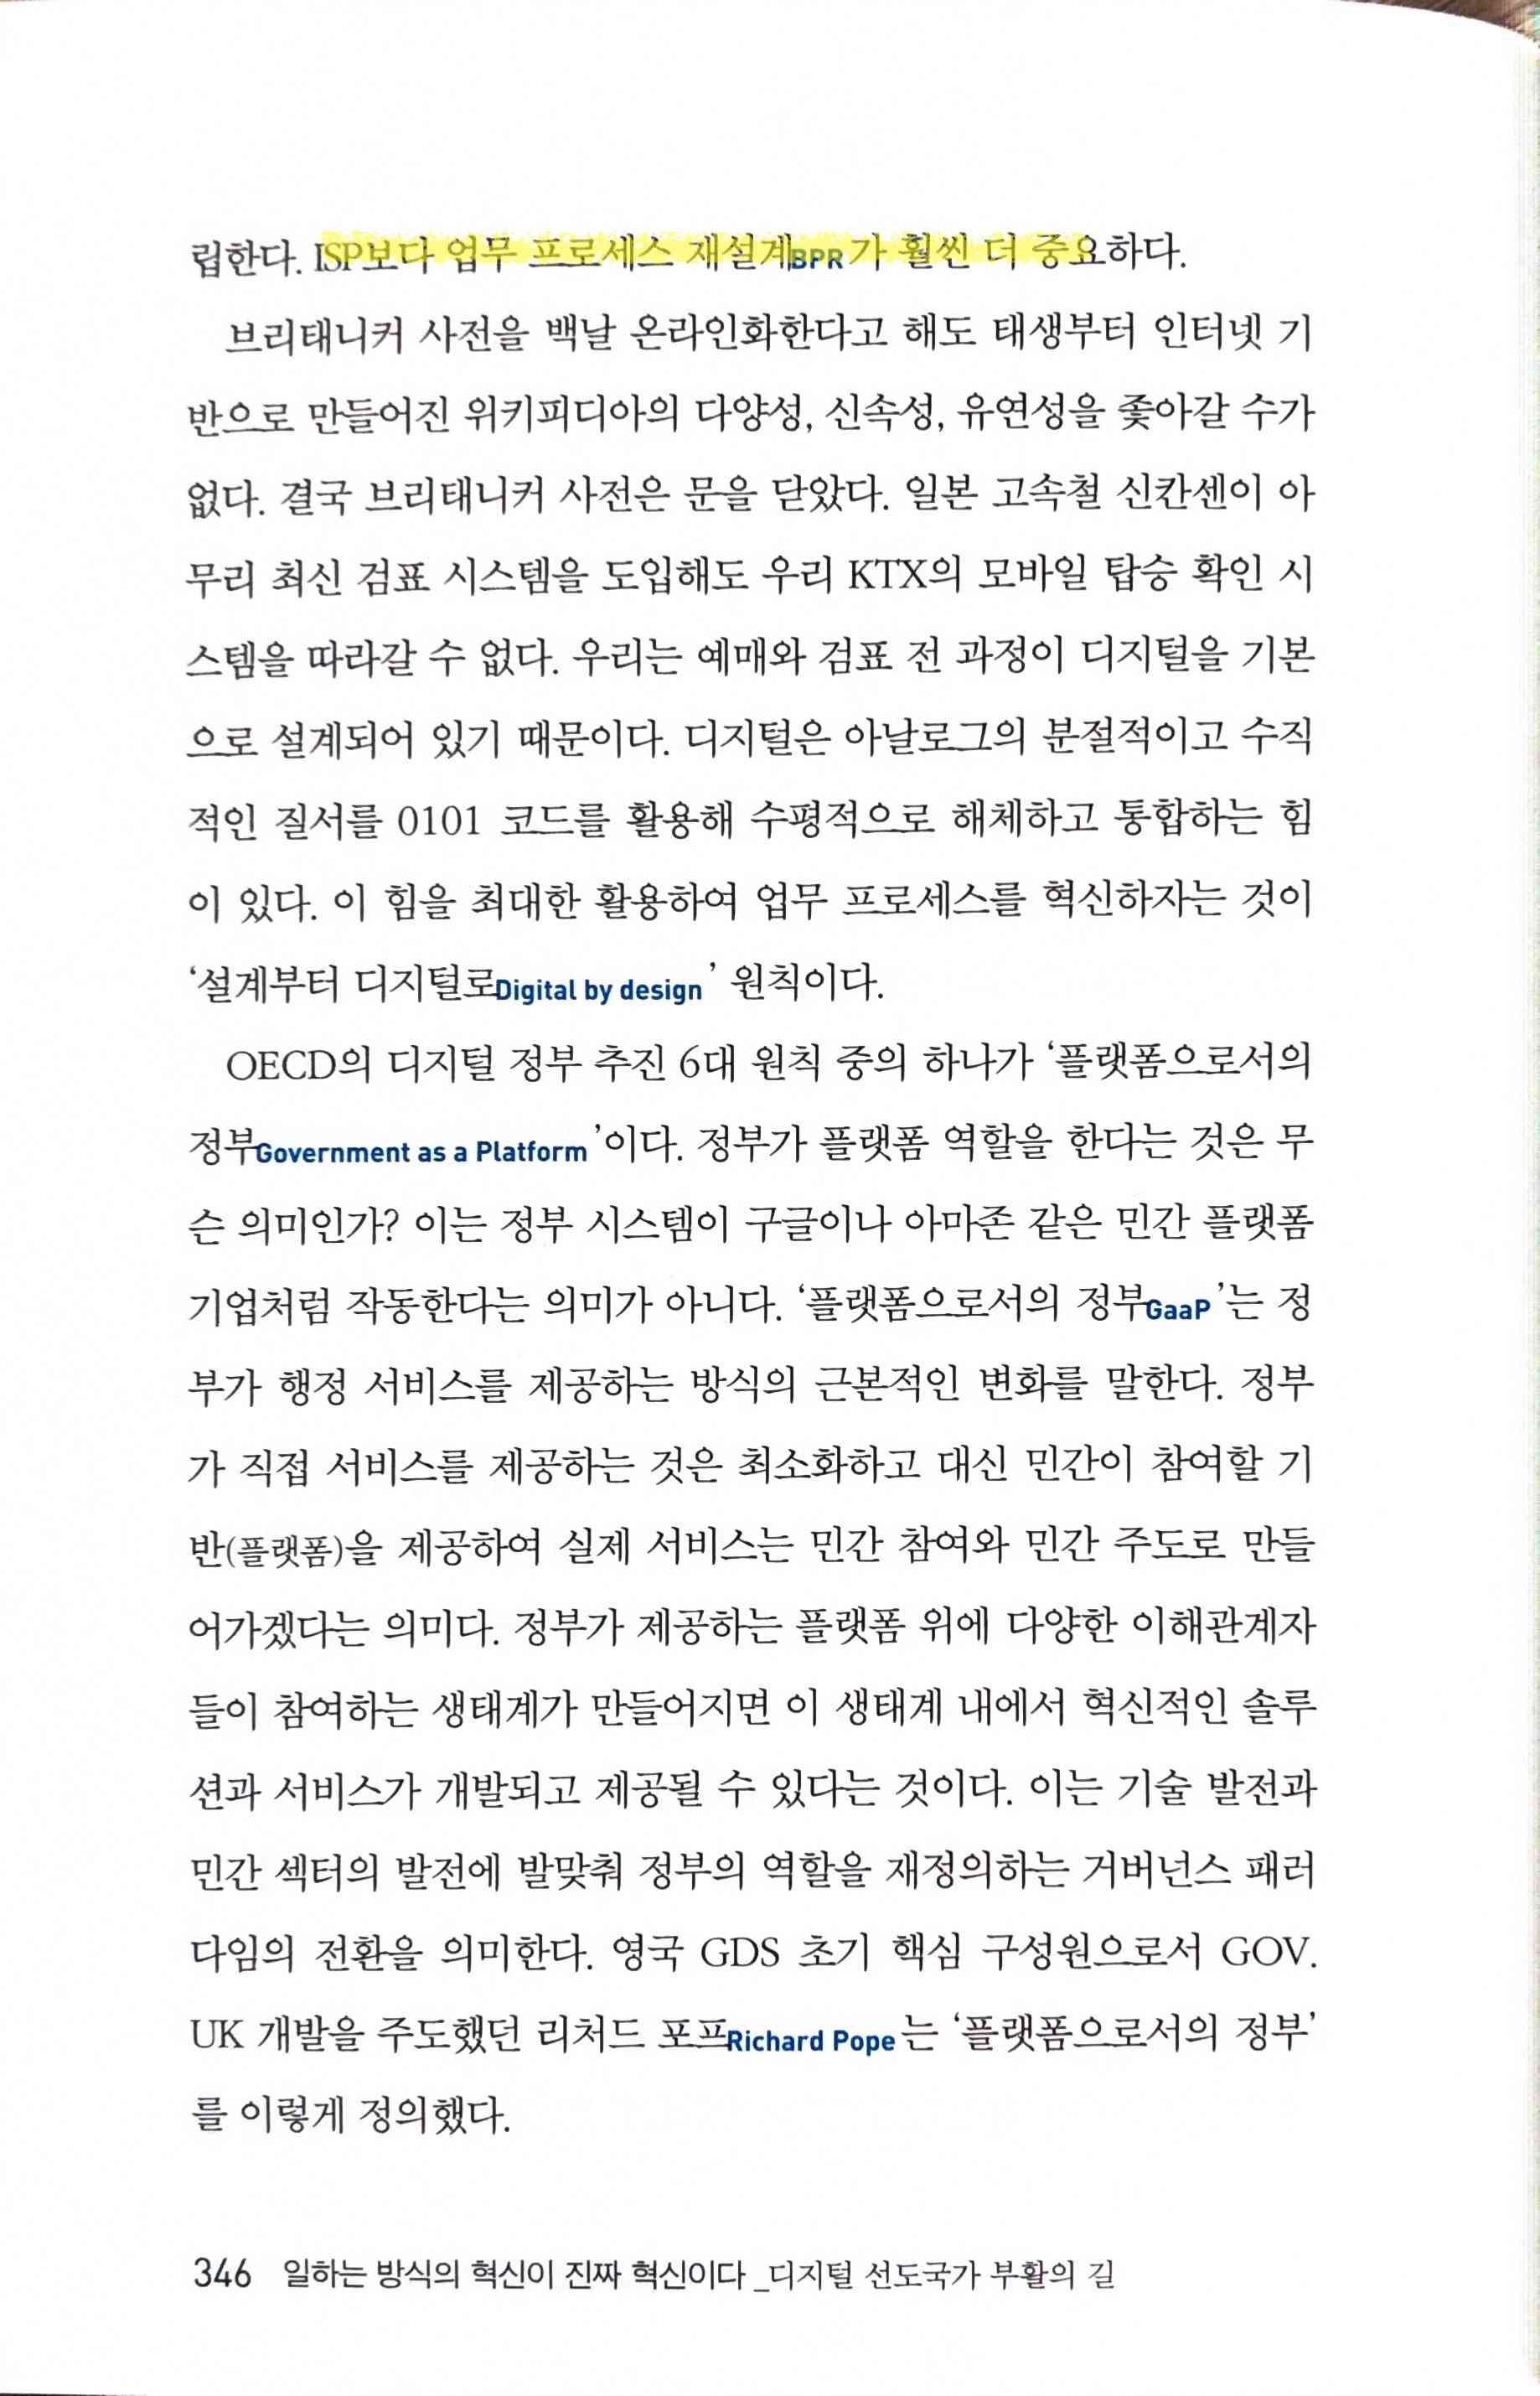 립한다. ISP보다 업무 프로세스 재설계BPR가 훨씬 더 중요하다.
브리태니커 사전을 백날 온라인화한다고 해도 태생부터 인터넷 기
반으로 만들어진 위키피디아의 다양성, 신속성, 유연성을 좇아갈 수가
없다. 결국 브리태니커 사전은 문을 닫았다. 일본 고속철 신칸센이 아
무리 최신 검표 시스템을 도입해도 우리 KTX의 모바일 탑승 확인 시
스템을 따라갈 수 없다. 우리는 예매와 검표 전 과정이 디지털을 기본
으로 설계되어 있기 때문이다. 디지털은 아날로그의 분절적이고 수직
적인 질서를 0101 코드를 활용해 수평적으로 해체하고 통합하는 힘
이 있다. 이 힘을 최대한 활용하여 업무 프로세스를 혁신하자는 것이
‘설계부터 디지털로Digital by design’ 원칙이다.
OECD의 디지털 정부 추진 6대 원칙 중의 하나가 ‘플랫폼으로서의
정부Government as a Platform’이다. 정부가 플랫폼 역할을 한다는 것은 무
슨 의미인가? 이는 정부 시스템이 구글이나 아마존 같은 민간 플랫폼
기업처럼 작동한다는 의미가 아니다. ‘플랫폼으로서의 정부GaaP’는 정
부가 행정 서비스를 제공하는 방식의 근본적인 변화를 말한다. 정부
가 직접 서비스를 제공하는 것은 최소화하고 대신 민간이 참여할 기
반(플랫폼)을 제공하여 실제 서비스는 민간 참여와 민간 주도로 만들
어가겠다는 의미다. 정부가 제공하는 플랫폼 위에 다양한 이해관계자
들이 참여하는 생태계가 만들어지면 이 생태계 내에서 혁신적인 솔루
션과 서비스가 개발되고 제공될 수 있다는 것이다. 이는 기술 발전과
민간 섹터의 발전에 발맞춰 정부의 역할을 재정의하는 거버넌스 패러
다임의 전환을 의미한다. 영국 GDS 초기 핵심 구성원으로서 GOV.
UK 개발을 주도했던 리처드 포프Richard Pope는 ‘플랫폼으로서의 정부’
를 이렇게 정의했다.
346 일하는 방식의 혁신이 진짜 혁신이다 _디지털 선도국가 부활의 길